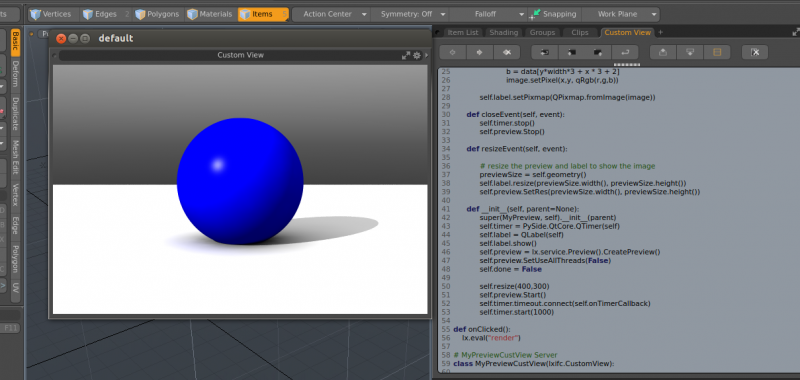 Vertices
Edges
2
Polygons
Materials
Items
5
Action Center
Symmetry: Off
Falloff
Snapping
Work Plane
default
Custom View
Item List
Shading
Groups
Clips
Custom View
+
Basic
Deform
Duplicate
Mesh Edit
Vertex
Edge
Polygon
UV
F11
25 b = data[y*width*3 + x * 3 + 2]
26 image.setPixel(x,y, qRgb(r,g,b))
27
28 self.label.setPixmap(QPixmap.fromImage(image))
29
30 def closeEvent(self, event):
31 self.timer.stop()
32 self.preview.Stop()
33
34 def resizeEvent(self, event):
35
36 # resize the preview and label to show the image
37 previewSize = self.geometry()
38 self.label.resize(previewSize.width(), previewSize.height())
39 self.preview.SetRes(previewSize.width(), previewSize.height())
40
41 def __init__(self, parent=None):
42 super(MyPreview, self).__init__(parent)
43 self.timer = PySide.QtCore.QTimer(self)
44 self.label = QLabel(self)
45 self.label.show()
46 self.preview = lx.service.Preview().CreatePreview()
47 self.preview.SetUseAllThreads(False)
48 self.done = False
49
50 self.resize(400,300)
51 self.preview.Start()
52 self.timer.timeout.connect(self.onTimerCallback)
53 self.timer.start(1000)
54
55 def onClicked():
56 lx.eval("render")
57
58 # MyPreviewCustView Server
59 class MyPreviewCustView(lxifc.CustomView):